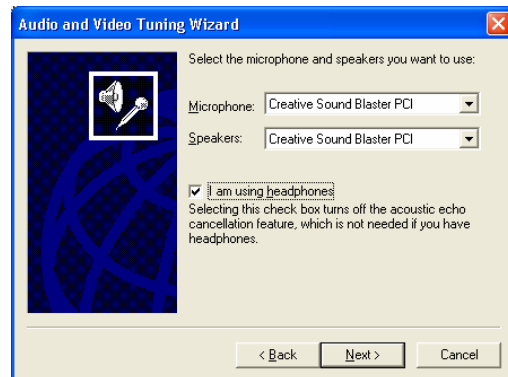 Audio and Video Tuning Wizard
Select the microphone and speakers you want to use:
Microphone: Creative Sound Blaster PCI
Speakers: Creative Sound Blaster PCI
I am using headphones
Selecting this check box turns off the acoustic echo
cancellation feature, which is not needed if you have
headphones.
< Back Next > Cancel